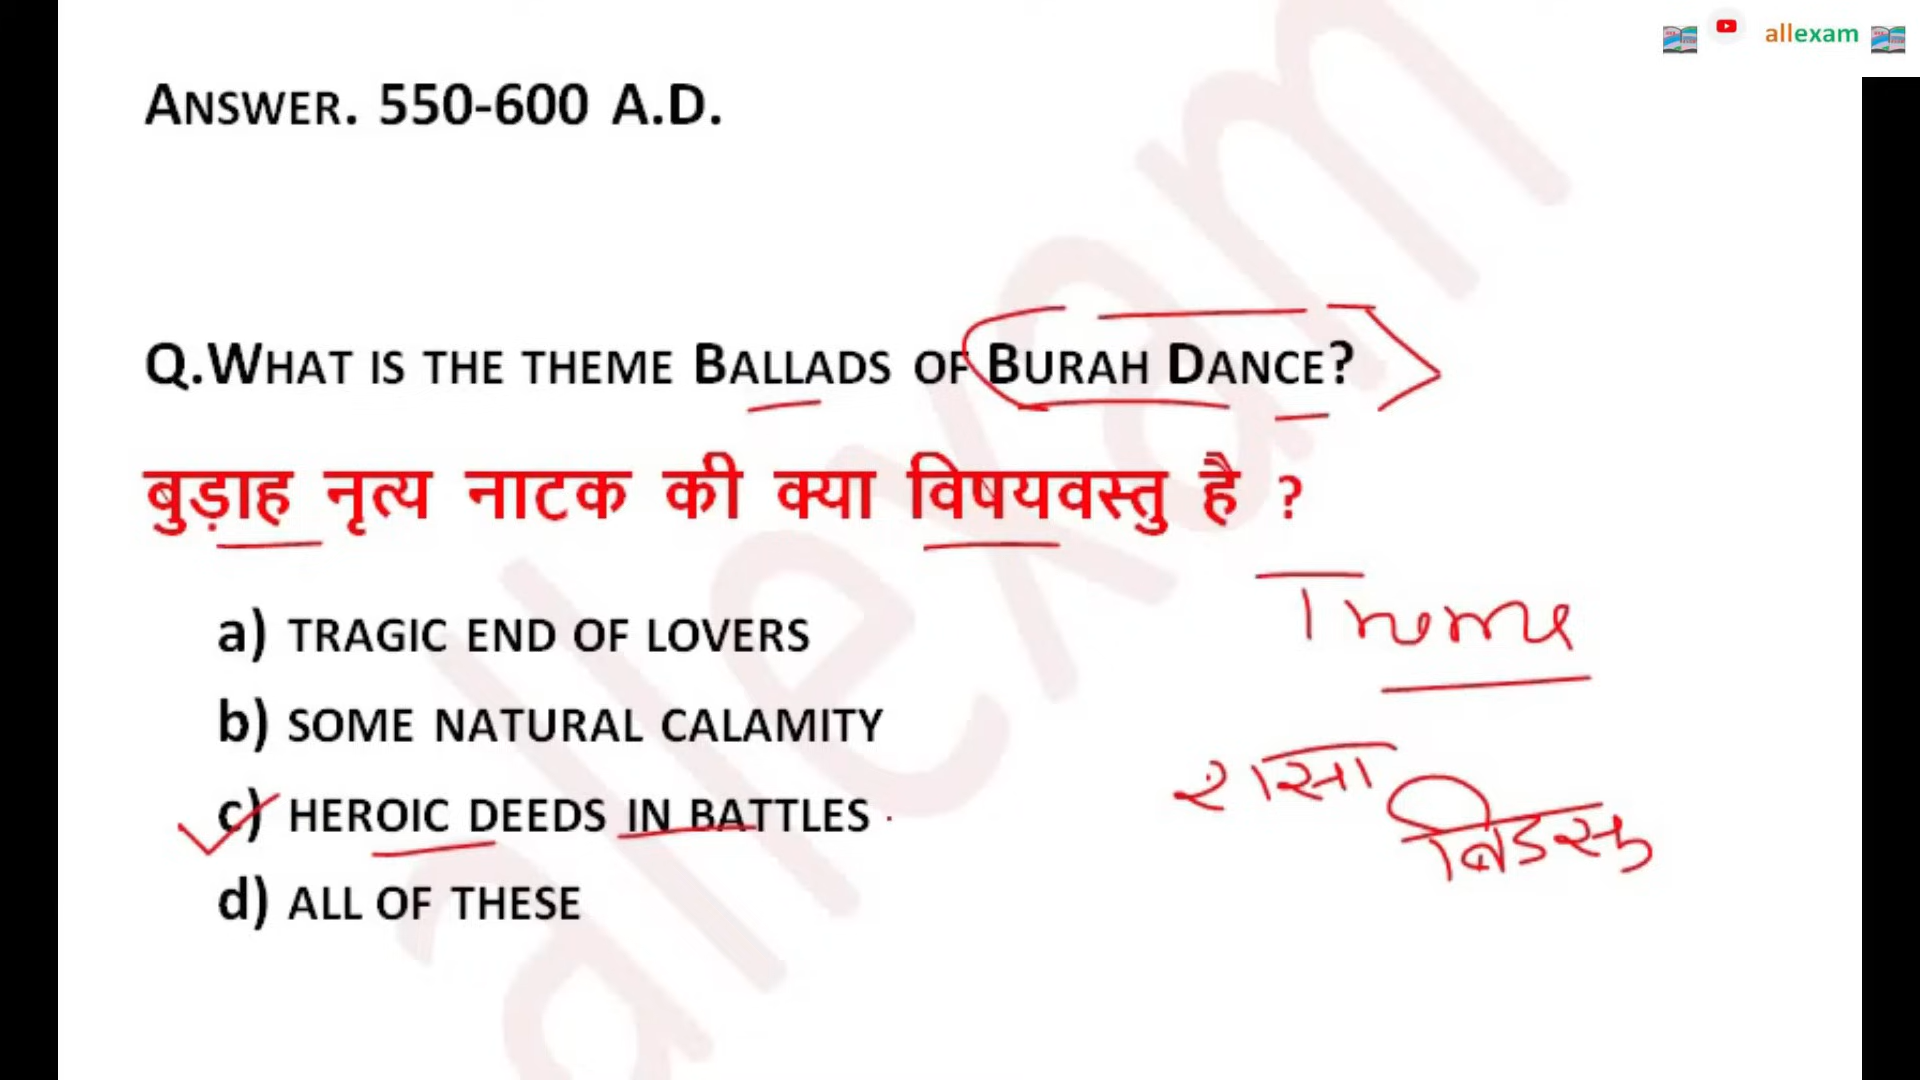 allexam
ANSWER. 550-600 A.D.
Q.WHAT IS THE THEME BALLADS OF BURAH DANCE?
बुड़ाह नृत्य नाटक की क्या विषयवस्तु है ?
a) TRAGIC END OF LOVERS
Theme
b) SOME NATURAL CALAMITY
c) HEROIC DEEDS IN BATTLES
d) ALL OF THESE
allexam